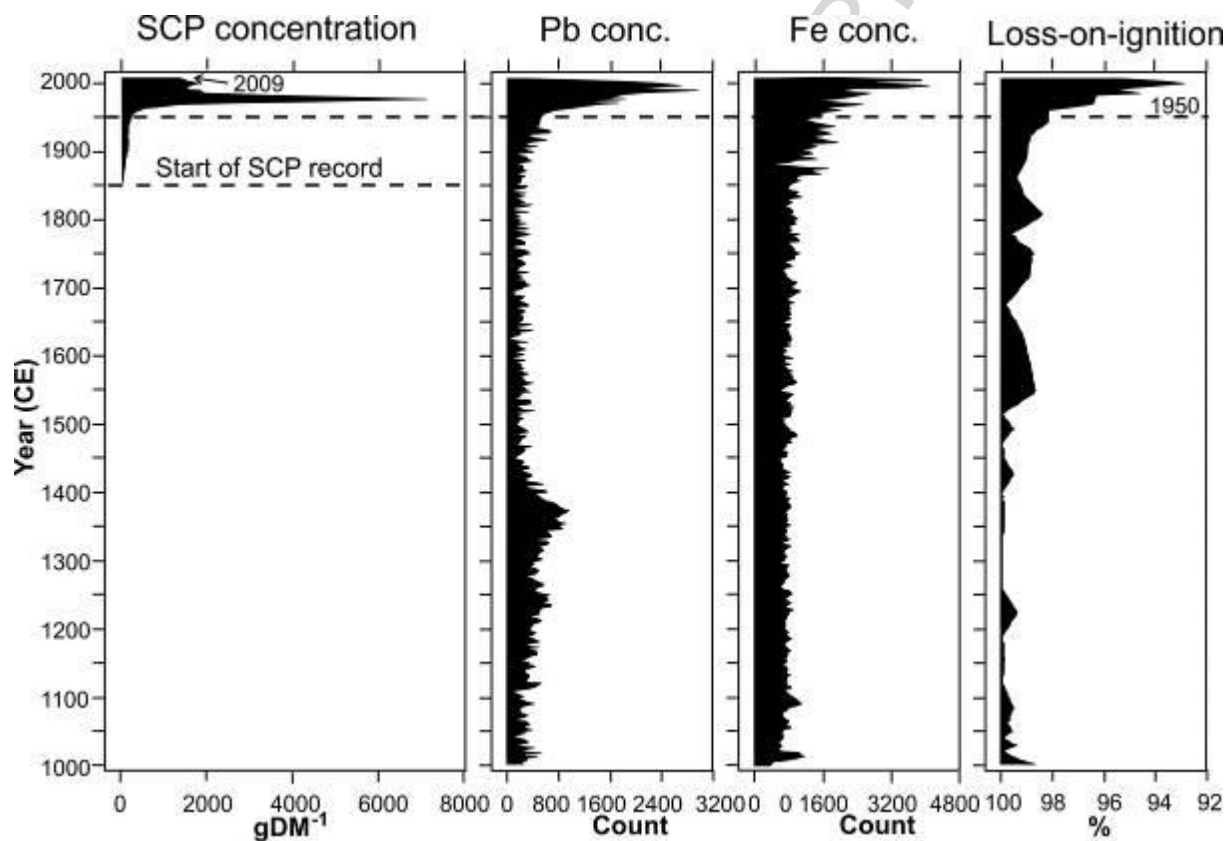 SCP concentration
Pb conc.
Fe conc.
Loss-on-ignition
2009
1950
Start of SCP record
Year (CE)
2000
1900
1800
1700
1600
1500
1400
1300
1200
1100
1000
0 2000 4000 6000 8000
gDM⁻¹
0 800 1600 2400 3200
Count
0 0 1600 3200 4800
Count
100 98 96 94 92
%